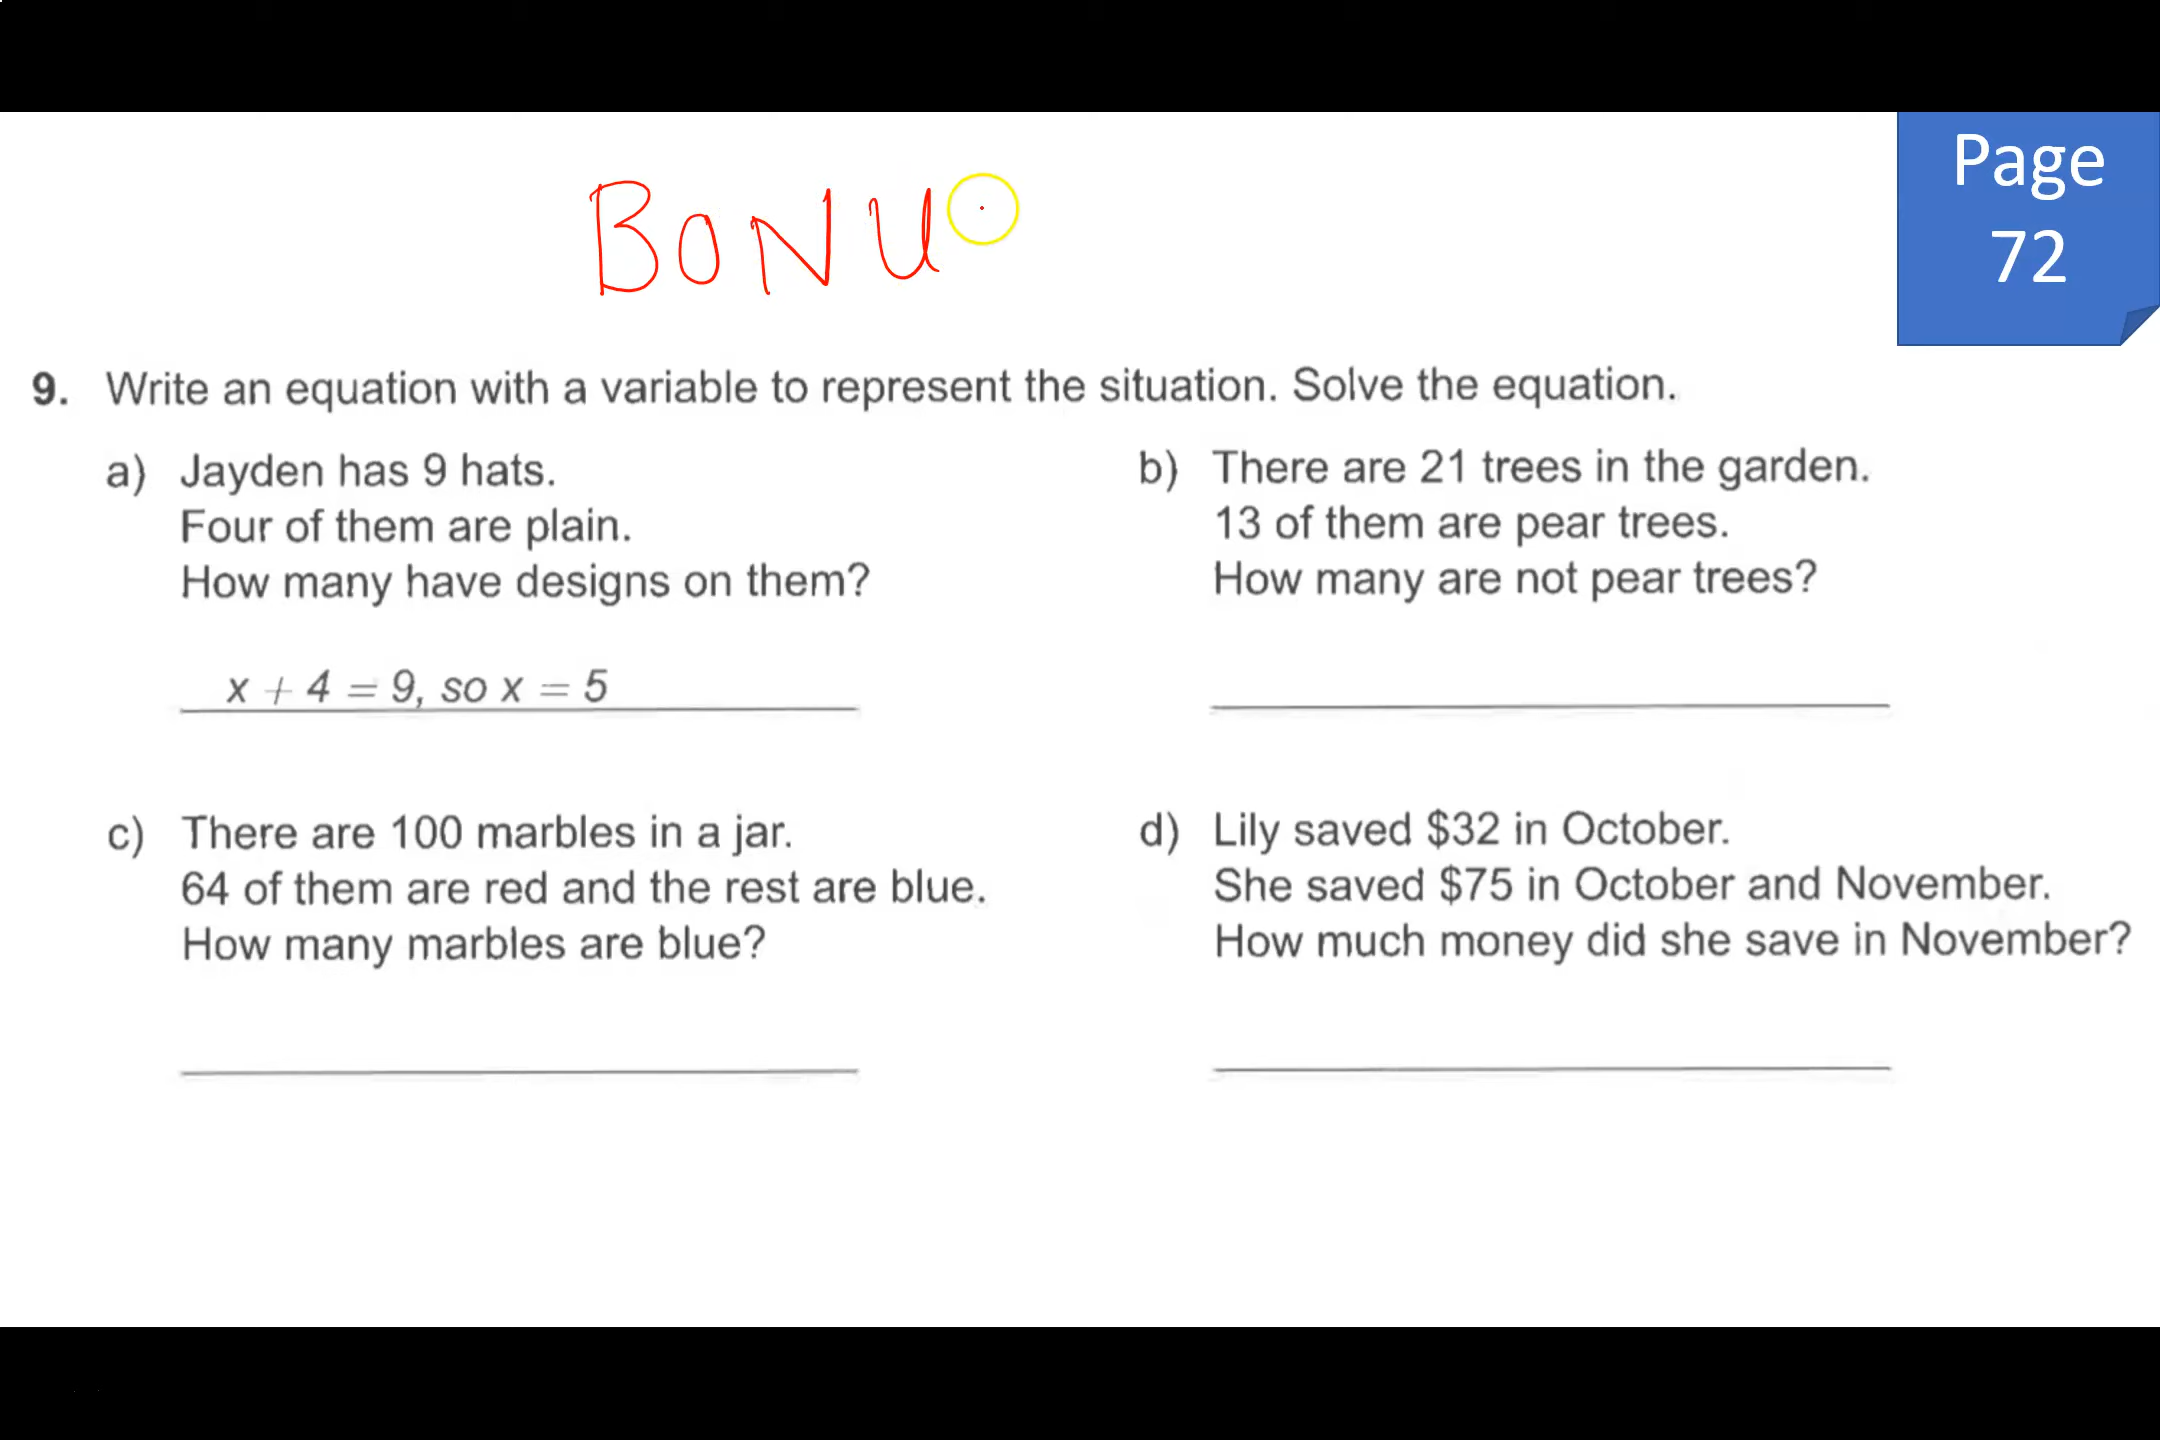 Page
72
BONU
9. Write an equation with a variable to represent the situation. Solve the equation.
a) Jayden has 9 hats.
Four of them are plain.
How many have designs on them?
x + 4 = 9, so x = 5
b) There are 21 trees in the garden.
13 of them are pear trees.
How many are not pear trees?
c) There are 100 marbles in a jar.
64 of them are red and the rest are blue.
How many marbles are blue?
d) Lily saved $32 in October.
She saved $75 in October and November.
How much money did she save in November?